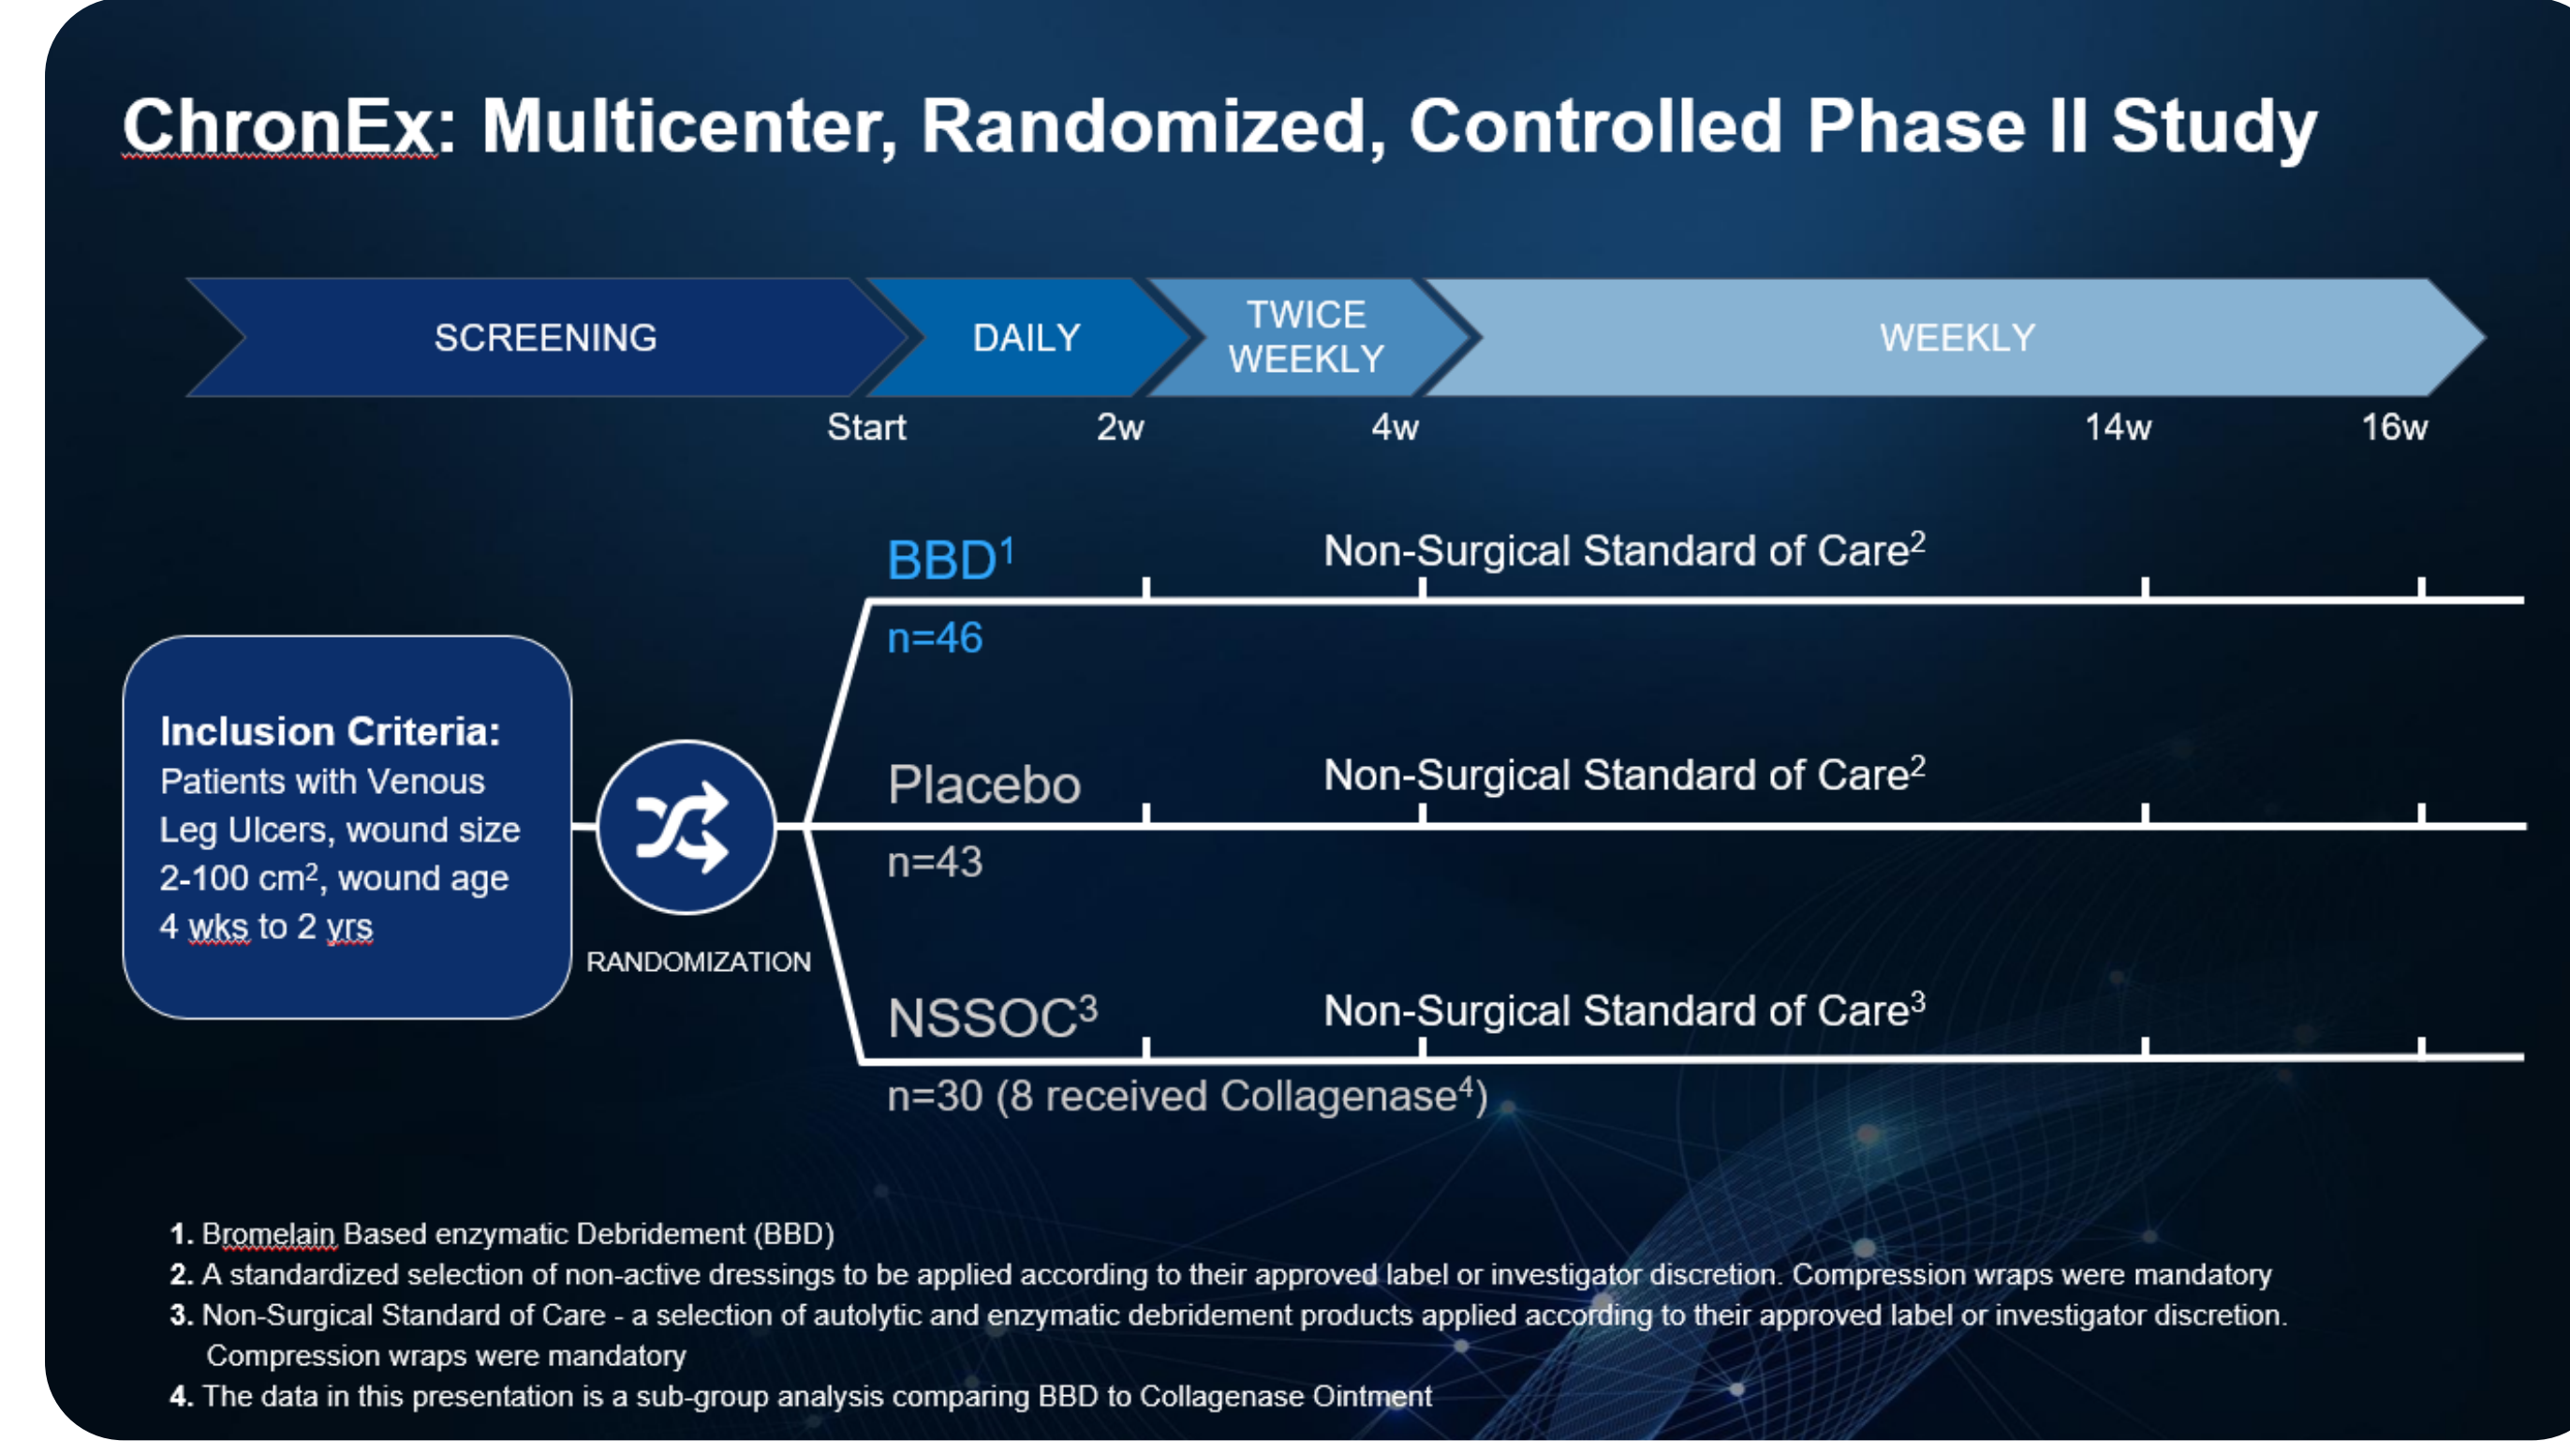 ChronEx: Multicenter, Randomized, Controlled Phase II Study
SCREENING
DAILY
TWICE
WEEKLY
WEEKLY
Start
2w
4w
14w
16w
BBD¹
Non-Surgical Standard of Care²
n=46
Inclusion Criteria:
Patients with Venous
Leg Ulcers, wound size
2-100 cm², wound age
4 wks to 2 yrs
RANDOMIZATION
Placebo
Non-Surgical Standard of Care²
n=43
NSSOC³
Non-Surgical Standard of Care³
n=30 (8 received Collagenase⁴)
1. Bromelain Based enzymatic Debridement (BBD)
2. A standardized selection of non-active dressings to be applied according to their approved label or investigator discretion. Compression wraps were mandatory
3. Non-Surgical Standard of Care - a selection of autolytic and enzymatic debridement products applied according to their approved label or investigator discretion.
Compression wraps were mandatory
4. The data in this presentation is a sub-group analysis comparing BBD to Collagenase Ointment